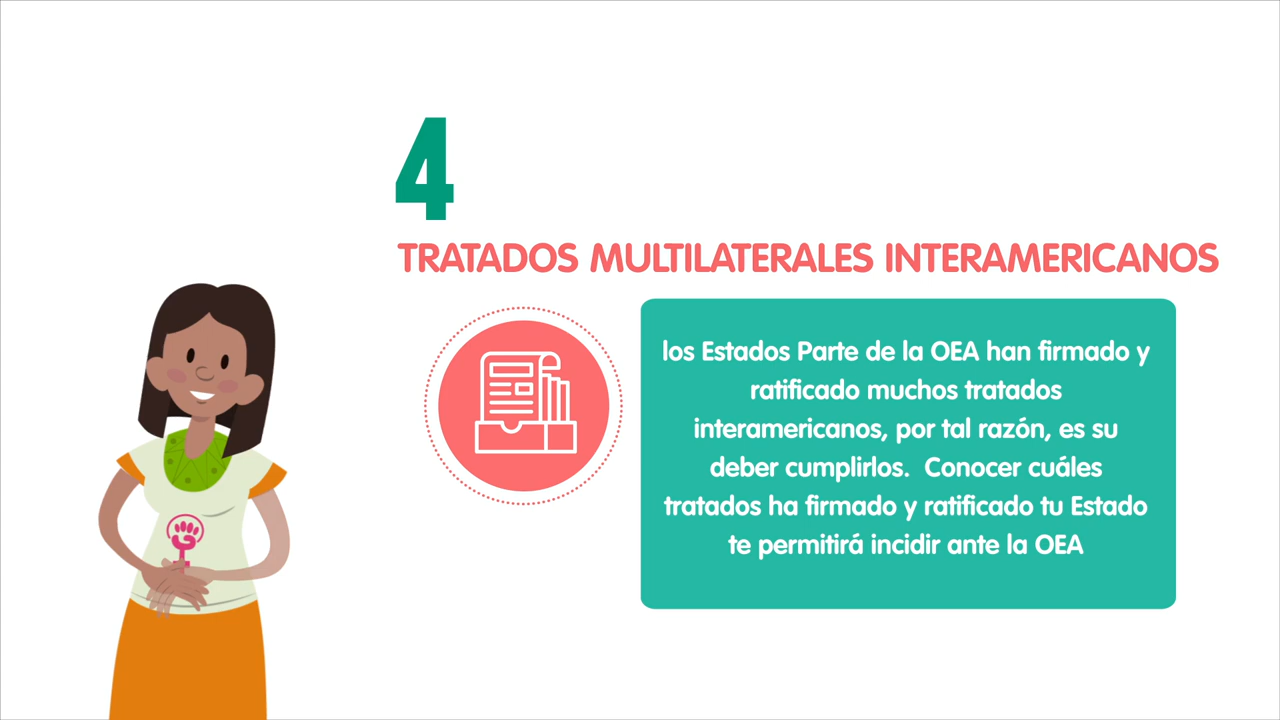 4
TRATADOS MULTILATERALES INTERAMERICANOS
los Estados Parte de la OEA han firmado y
ratificado muchos tratados
interamericanos, por tal razón, es su
deber cumplirlos.  Conocer cuáles
tratados ha firmado y ratificado tu Estado
te permitirá incidir ante la OEA